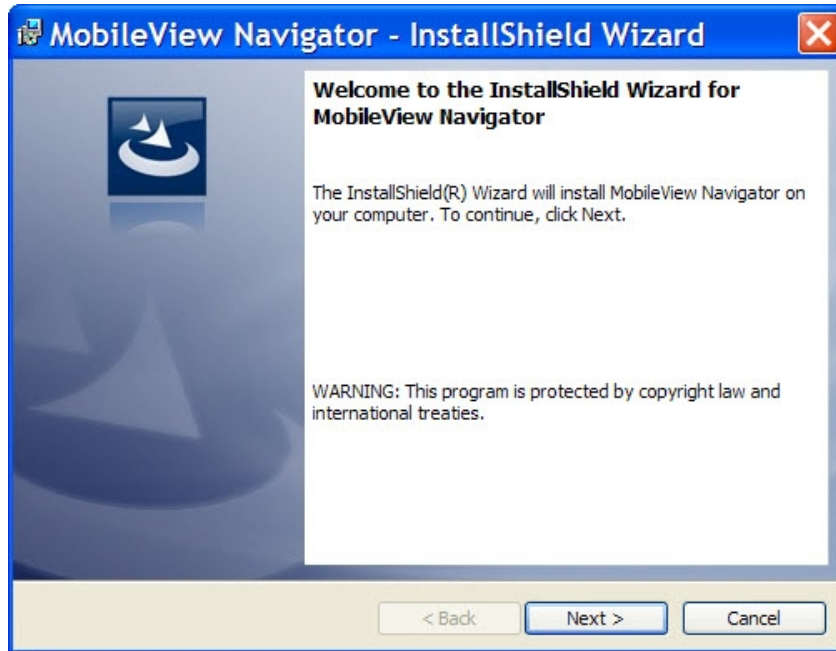 MobileView Navigator - InstallShield Wizard
Welcome to the InstallShield Wizard for
MobileView Navigator
The InstallShield(R) Wizard will install MobileView Navigator on
your computer. To continue, click Next.
WARNING: This program is protected by copyright law and
international treaties.
< Back Next > Cancel